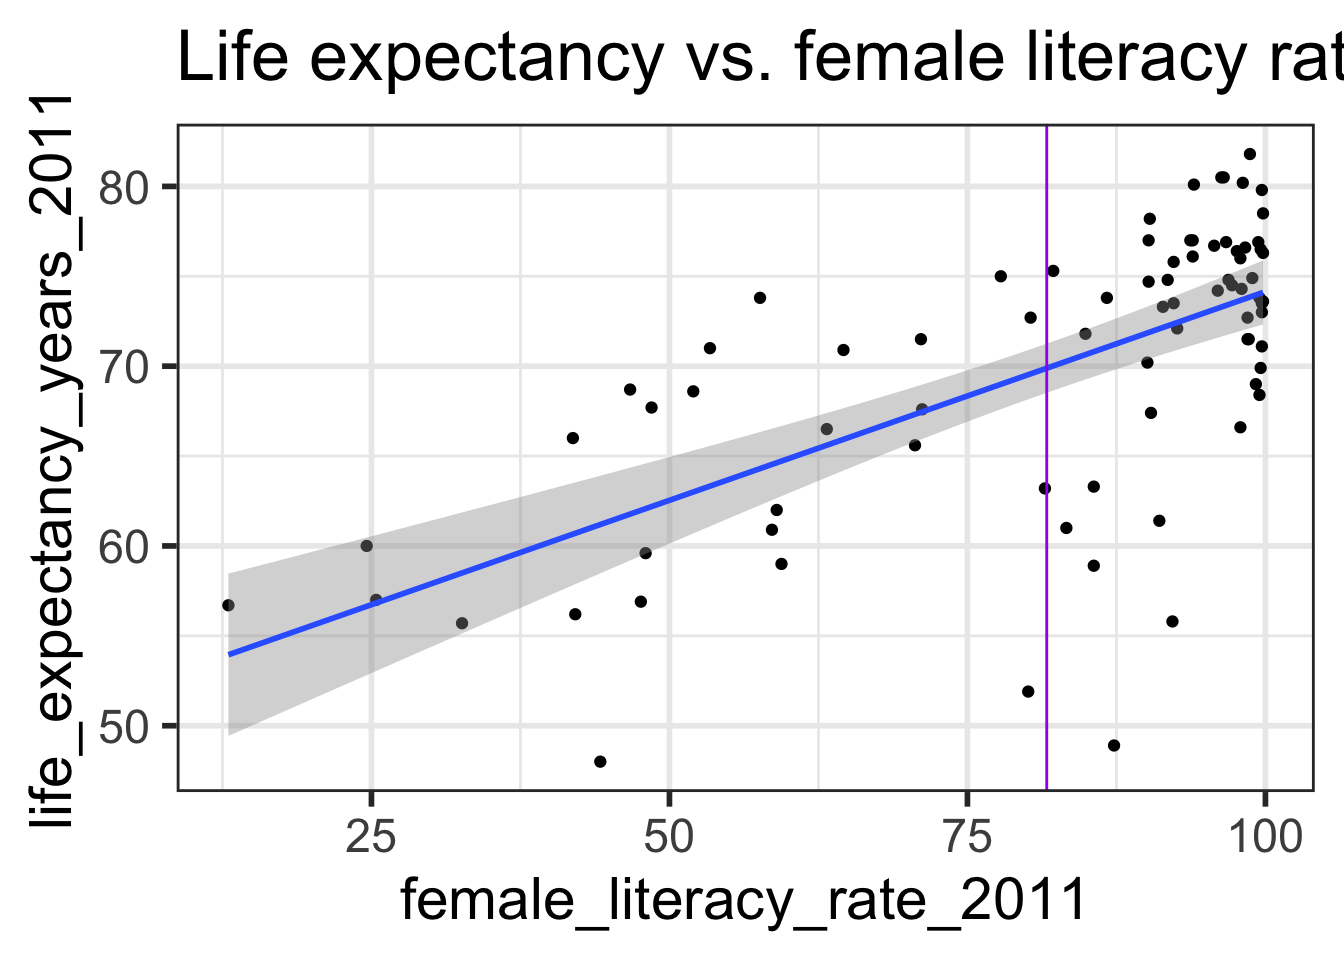 Life expectancy vs. female literacy rat
life_expectancy_years_2011
80
70
60
50
25 50 75 100
female_literacy_rate_2011